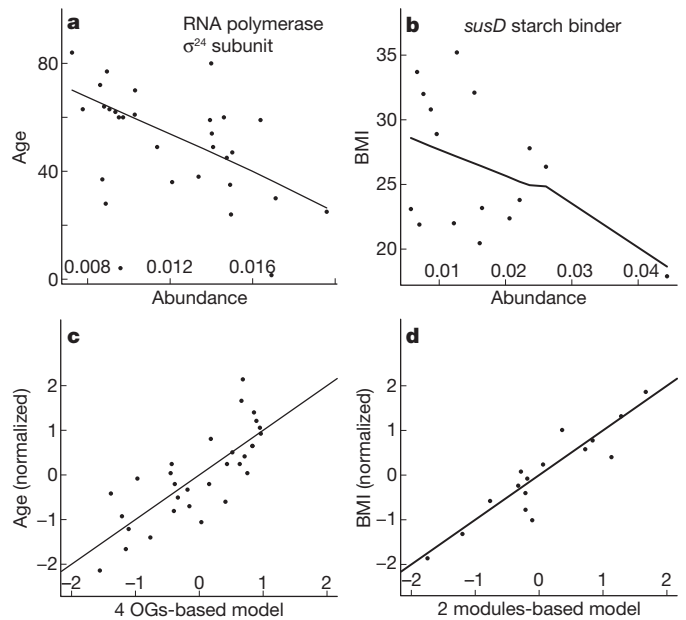 a
RNA polymerase
σ²⁴ subunit
80
40
0
Age
0.008 0.012 0.016
Abundance
b
susD starch binder
35
30
25
20
BMI
0.01 0.02 0.03 0.04
Abundance
c
2
1
0
−1
−2
Age (normalized)
−2 −1 0 1
4 OGs-based model
d
2
1
0
−1
−2
BMI (normalized)
−2 −1 0 1
2 modules-based model